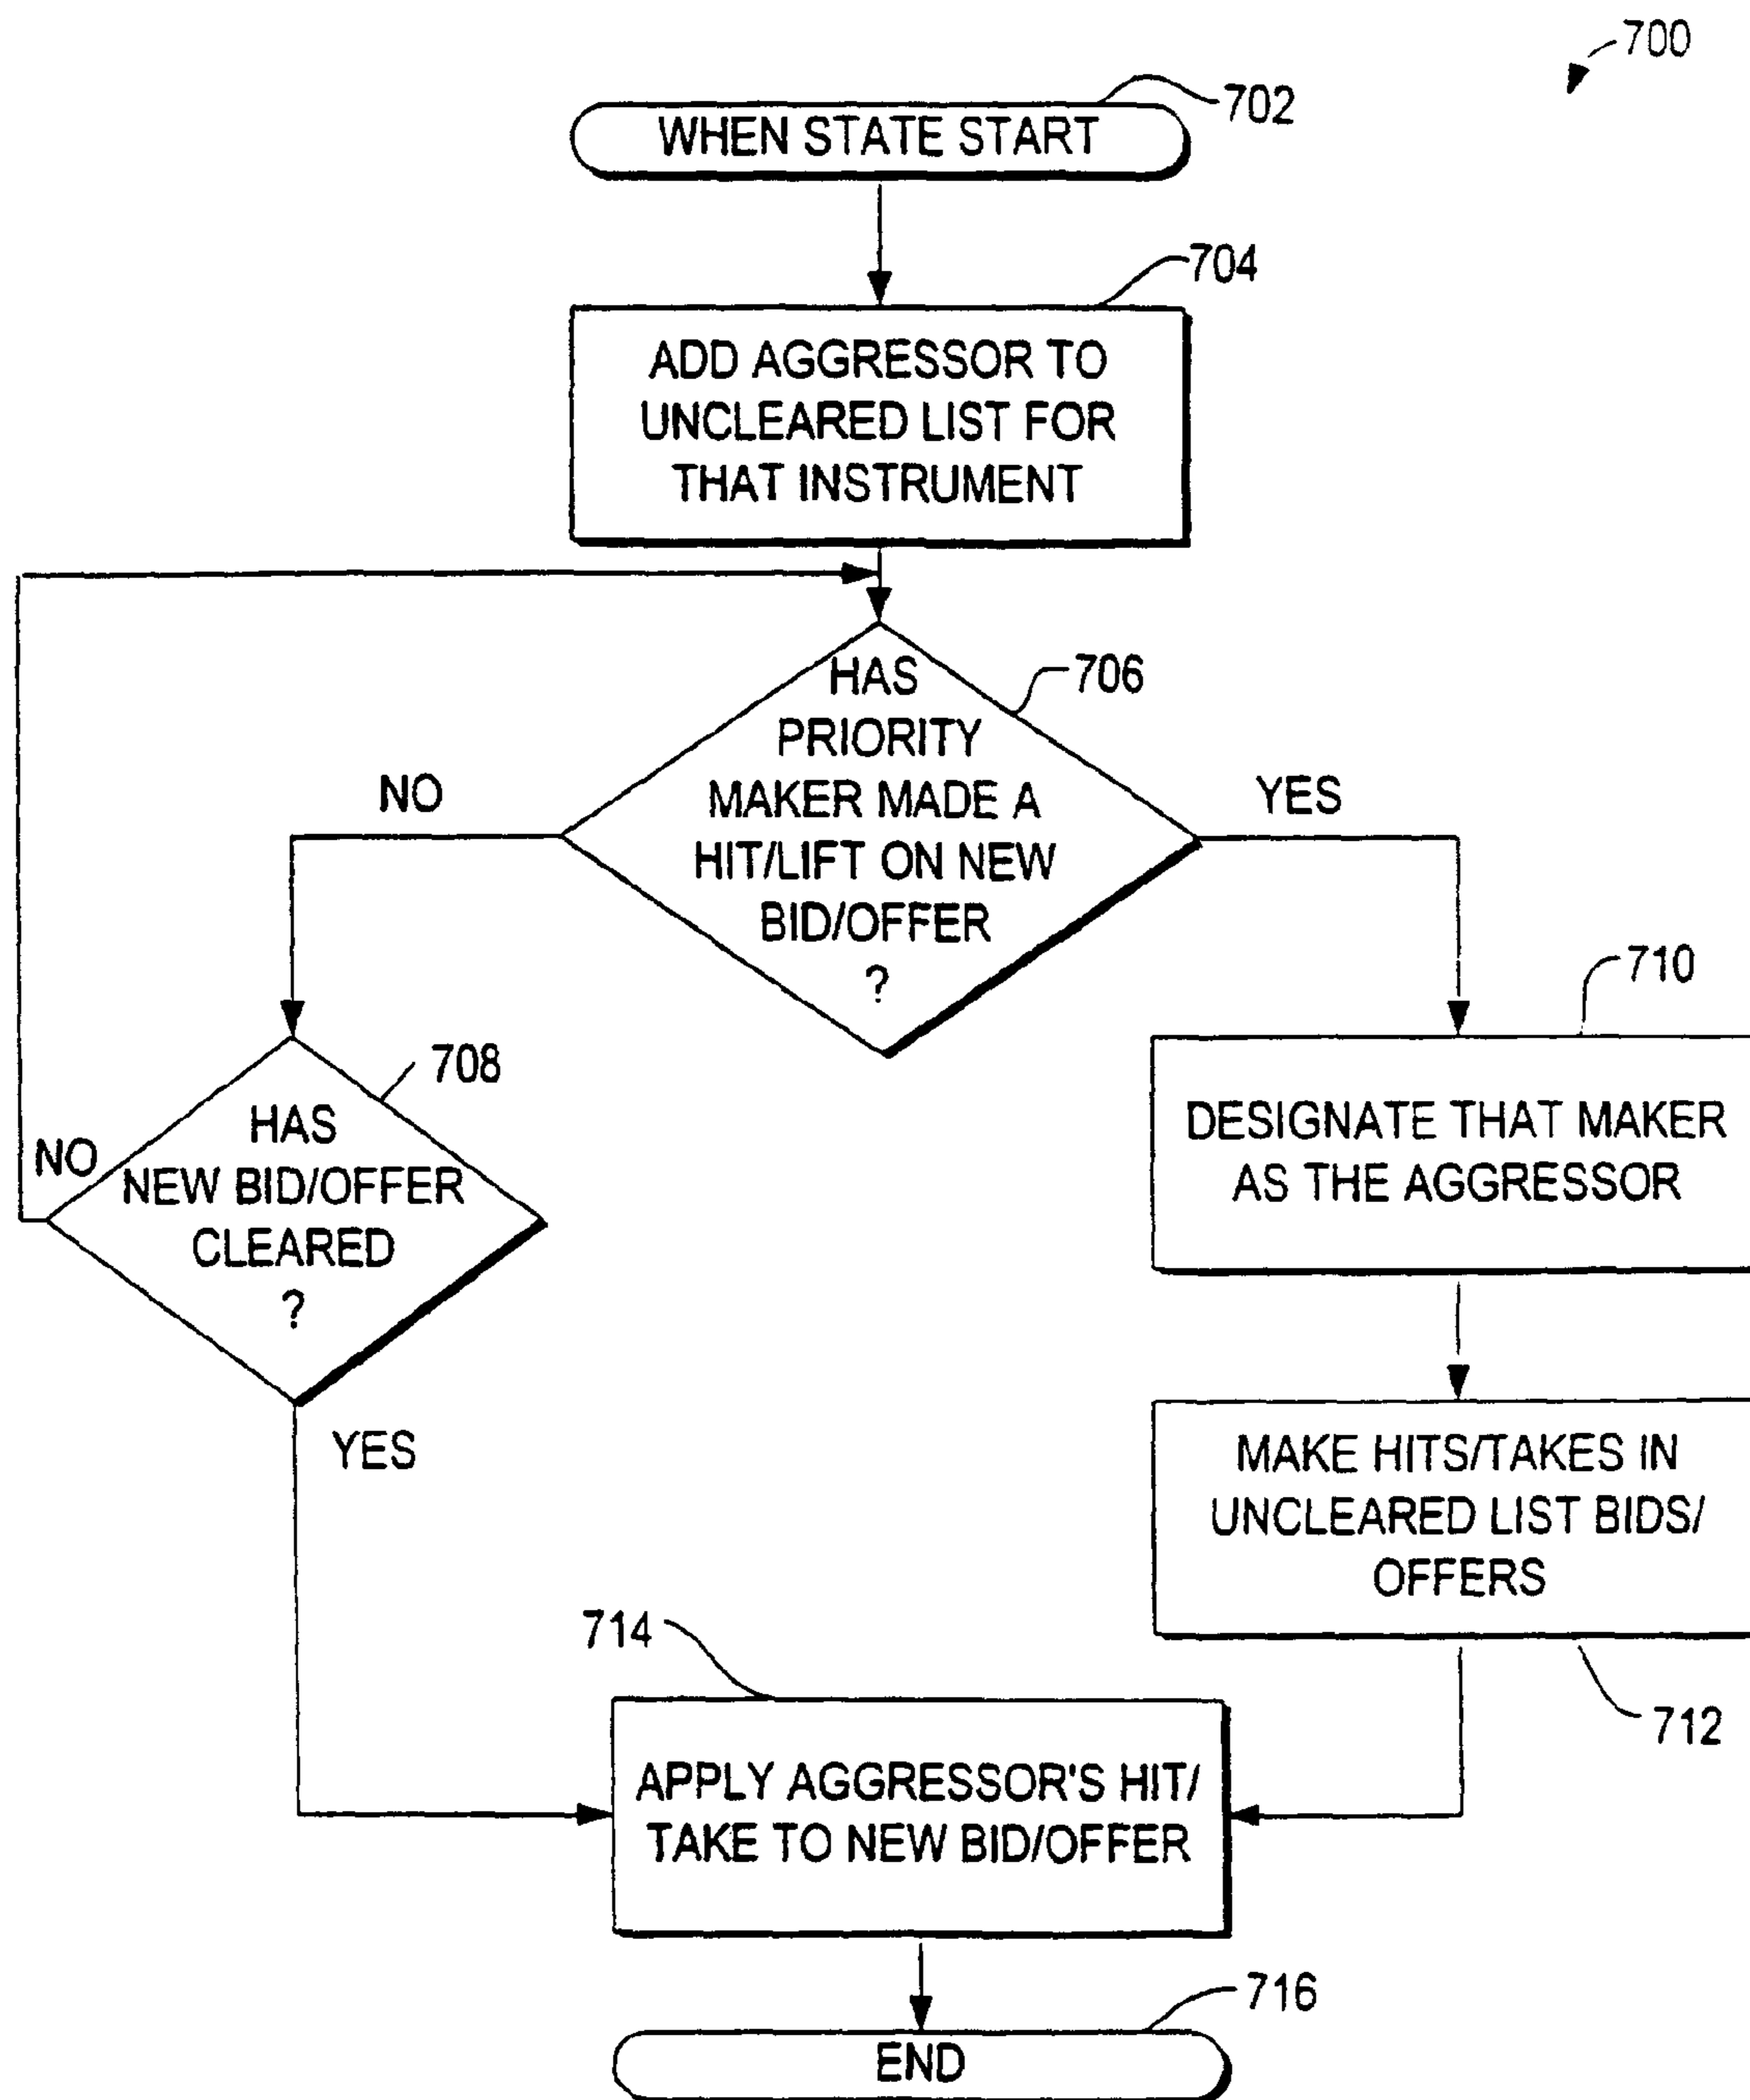 700
702
WHEN STATE START
704
ADD AGGRESSOR TO
UNCLEARED LIST FOR
THAT INSTRUMENT
706
HAS
PRIORITY
MAKER MADE A
HIT/LIFT ON NEW
BID/OFFER
?
NO
YES
708
HAS
NEW BID/OFFER
CLEARED
?
NO
YES
710
DESIGNATE THAT MAKER
AS THE AGGRESSOR
MAKE HITS/TAKES IN
UNCLEARED LIST BIDS/
OFFERS
712
714
APPLY AGGRESSOR'S HIT/
TAKE TO NEW BID/OFFER
716
END